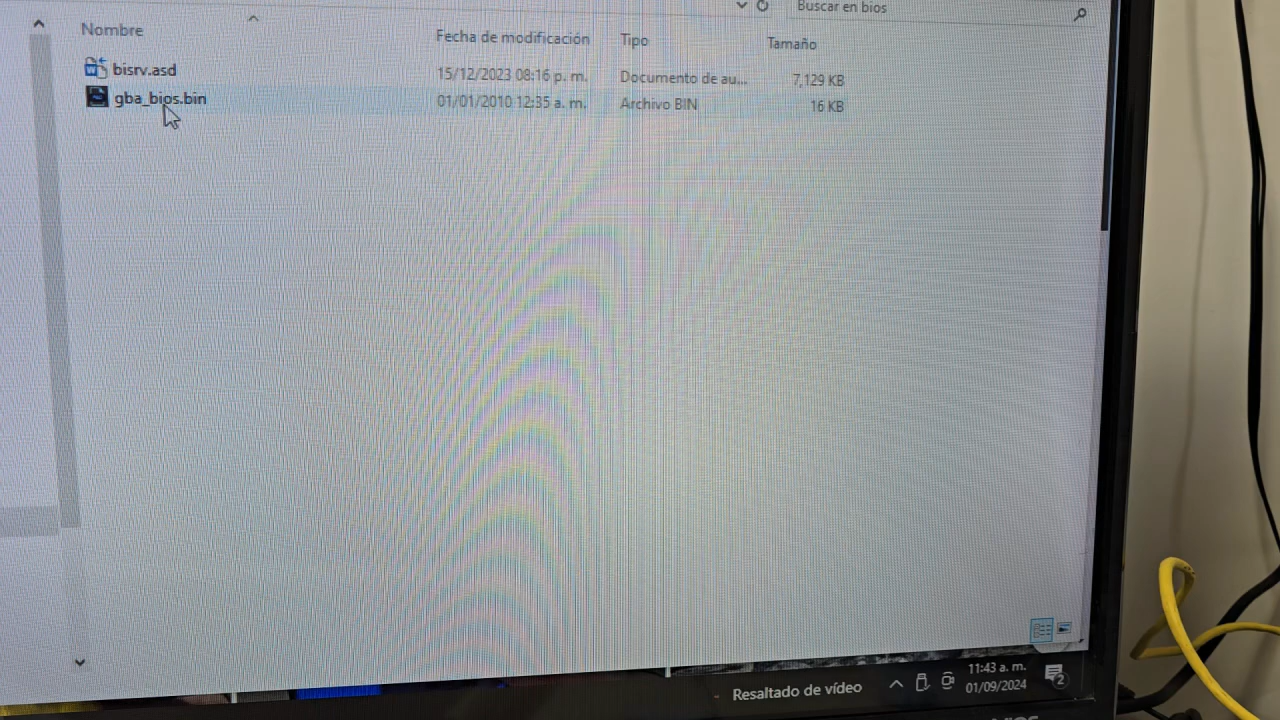 Buscar en bios
Nombre Fecha de modificación Tipo Tamaño
bisrv.asd 15/12/2023 08:16 p. m. Documento de au... 7,129 KB
gba_bios.bin 01/01/2010 12:35 a. m. Archivo BIN 16 KB
Resaltado de vídeo 11:43 a. m.
01/09/2024 2